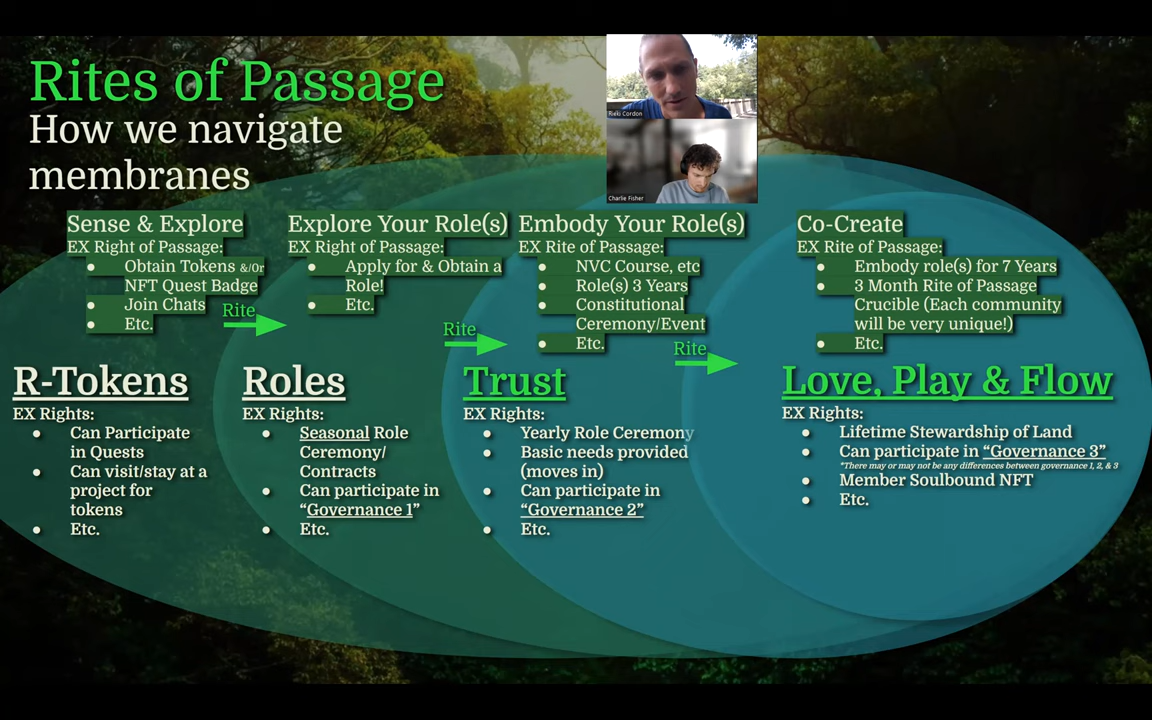 Rites of Passage
How we navigate
membranes
Rikki Cordon
Charlie Fisher
Sense & Explore
EX Right of Passage:
● Obtain Tokens &/Or
NFT Quest Badge
● Join Chats
● Etc.
Rite
Explore Your Role(s)
EX Right of Passage:
● Apply for & Obtain a
Role!
● Etc.
Rite
Embody Your Role(s)
EX Rite of Passage:
● NVC Course, etc
● Role(s) 3 Years
● Constitutional
Ceremony/Event
● Etc.
Rite
Co-Create
EX Rite of Passage:
● Embody role(s) for 7 Years
● 3 Month Rite of Passage
Crucible (Each community
will be very unique!)
● Etc.
R-Tokens
EX Rights:
● Can Participate
in Quests
● Can visit/stay at a
project for
tokens
● Etc.
Roles
EX Rights:
● Seasonal Role
Ceremony/
Contracts
● Can participate in
“Governance 1”
● Etc.
Trust
EX Rights:
● Yearly Role Ceremony
● Basic needs provided
(moves in)
● Can participate in
“Governance 2”
● Etc.
Love, Play & Flow
EX Rights:
● Lifetime Stewardship of Land
● Can participate in “Governance 3”
*There may or may not be any differences between governance 1, 2, & 3
● Member Soulbound NFT
● Etc.